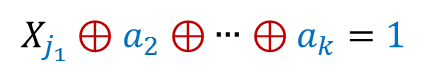 X_{j_1} ⊕ a_2 ⊕ ⋯ ⊕ a_k = 1